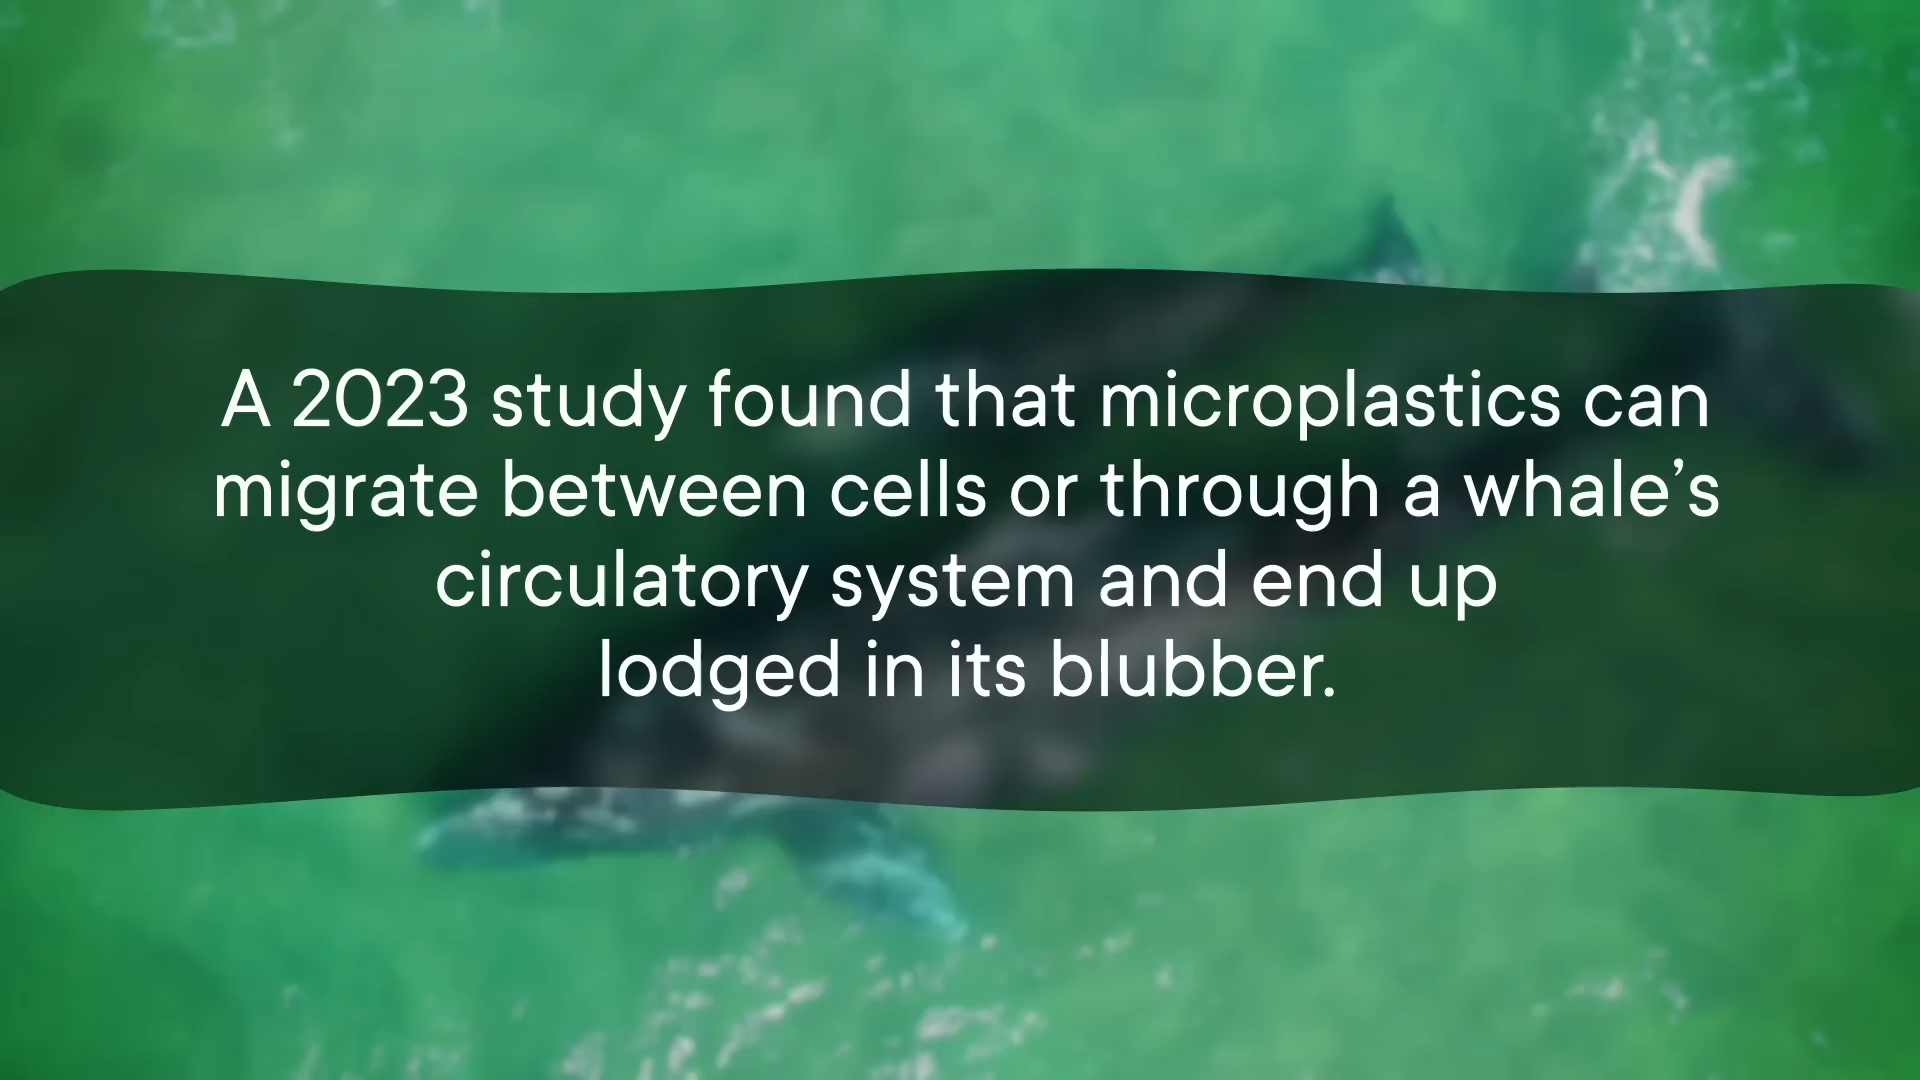 A 2023 study found that microplastics can
migrate between cells or through a whale’s
circulatory system and end up
lodged in its blubber.